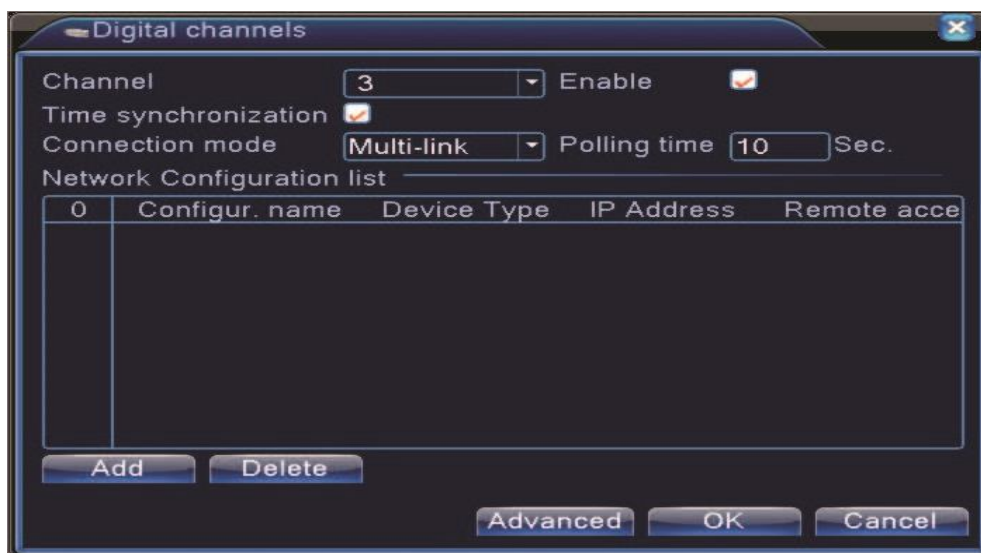 Digital channels
Channel 3 Enable
Time synchronization
Connection mode Multi-link Polling time 10 Sec.
Network Configuration list
0 Configur. name Device Type IP Address Remote acce
Add Delete
Advanced OK Cancel